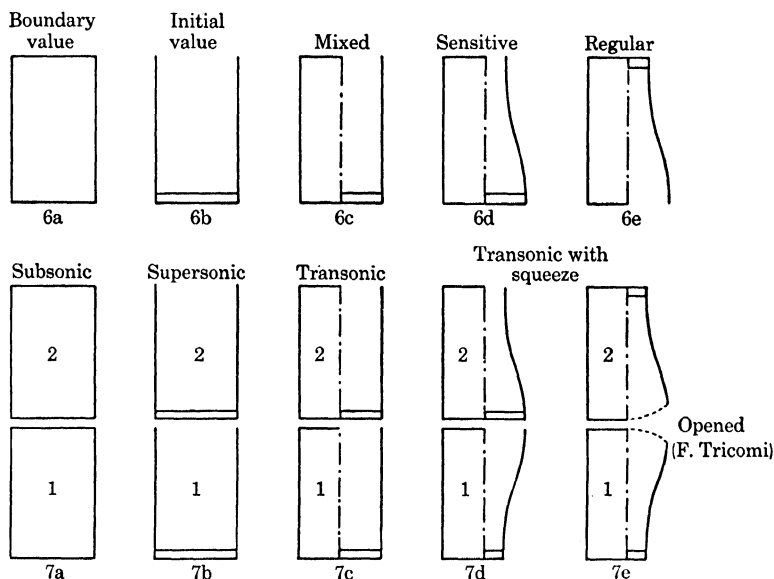 Boundary
value
Initial
value
Mixed
Sensitive
Regular
6a
6b
6c
6d
6e
Subsonic
Supersonic
Transonic
Transonic with
squeeze
2
2
2
2
2
Opened
(F. Tricomi)
1
1
1
1
1
7a
7b
7c
7d
7e